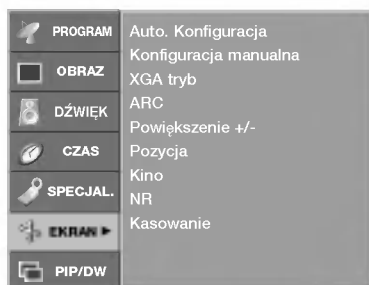 PROGRAM
OBRAZ
DŹWIĘK
CZAS
SPECJAL.
EKRAN ►
PIP/DW
Auto. Konfiguracja
Konfiguracja manualna
XGA tryb
ARC
Powiększenie +/-
Pozycja
Kino
NR
Kasowanie